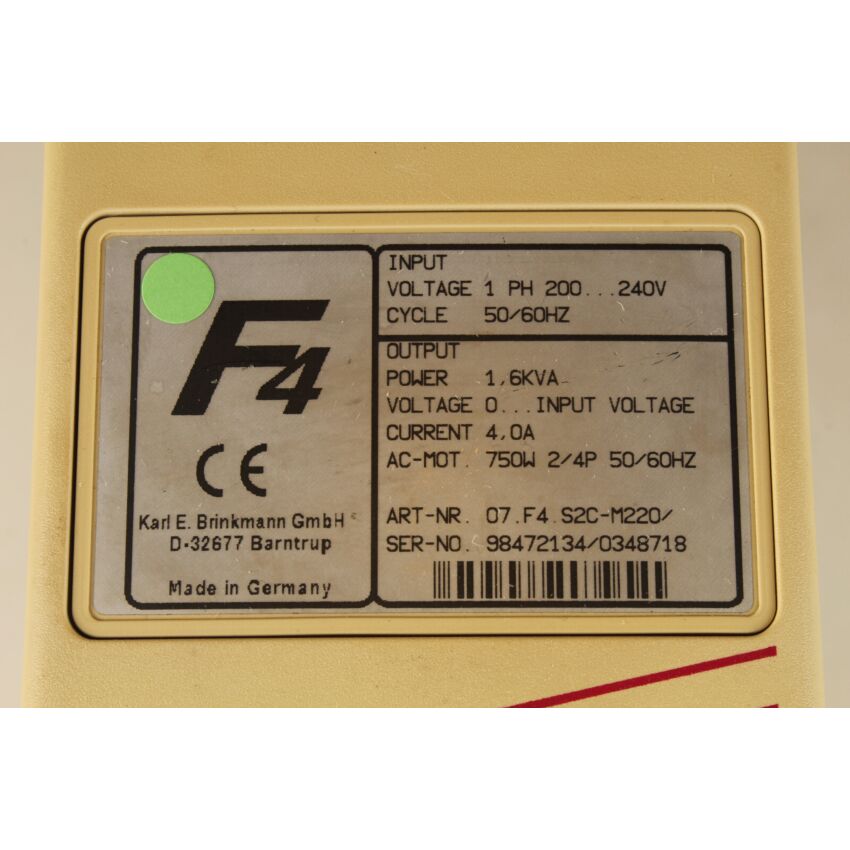 F4
CE
Karl E. Brinkmann GmbH
D-32677 Barntrup
Made in Germany
INPUT
VOLTAGE 1 PH 200...240V
CYCLE 50/60HZ
OUTPUT
POWER 1,6KVA
VOLTAGE 0...INPUT VOLTAGE
CURRENT 4,0A
AC-MOT. 750W 2/4P 50/60HZ
ART-NR. 07.F4.S2C-M220/
SER-NO. 98472134/0348718